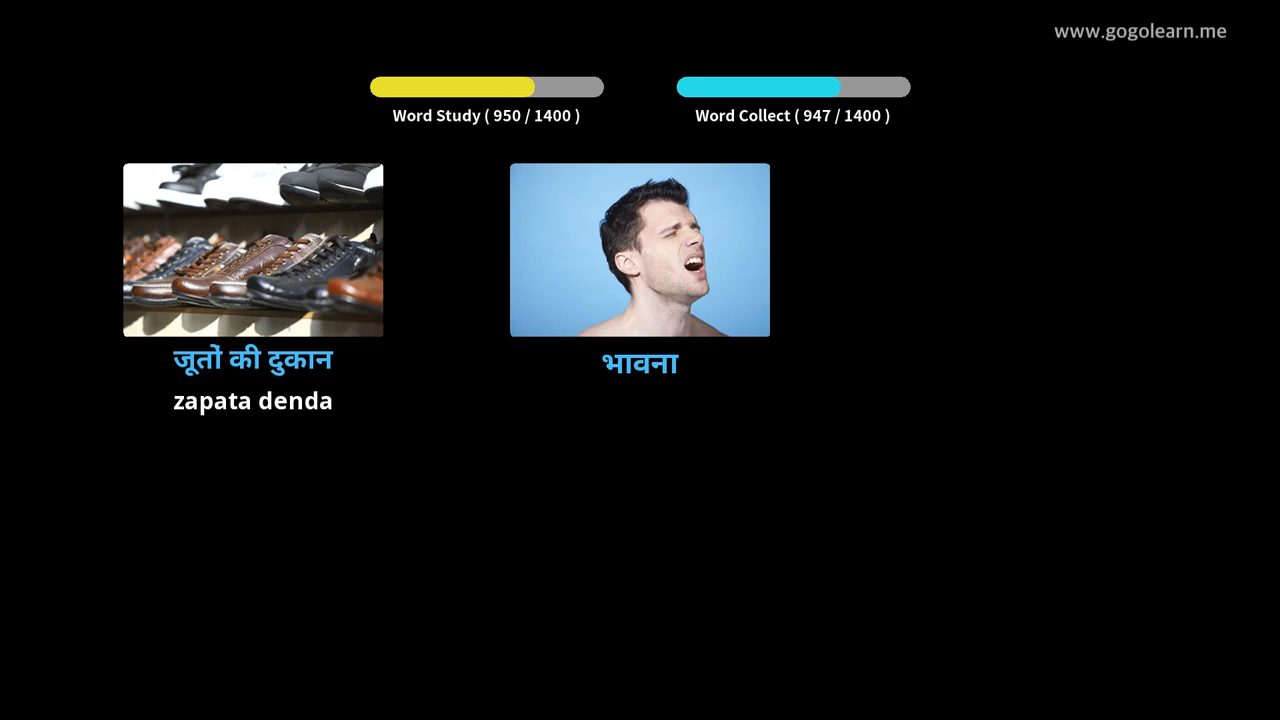 www.gogolearn.me
Word Study ( 950 / 1400 )
Word Collect ( 947 / 1400 )
जूतों की दुकान
भावना
zapata denda